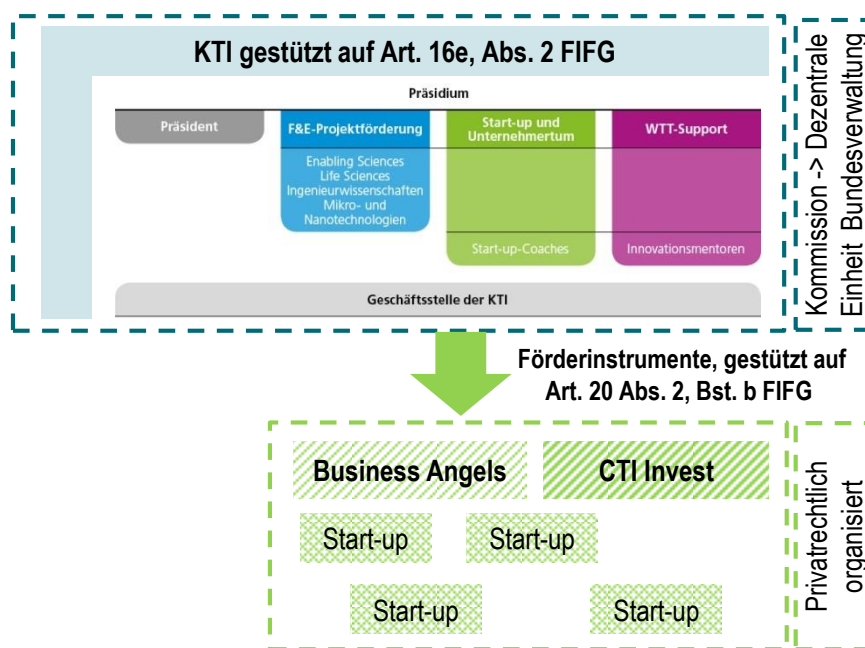 KTI gestützt auf Art. 16e, Abs. 2 FIFG
Präsidium
Präsident
F&E-Projektförderung
Enabling Sciences
Life Sciences
Ingenieurwissenschaften
Mikro- und
Nanotechnologien
Start-up und
Unternehmertum
Start-up-Coaches
WTT-Support
Innovationsmentoren
Geschäftsstelle der KTI
Kommission -> Dezentrale
Einheit Bundesverwaltung
Förderinstrumente, gestützt auf
Art. 20 Abs. 2, Bst. b FIFG
Business Angels
CTI Invest
Start-up
Start-up
Start-up
Start-up
Privatrechtlich
organisiert